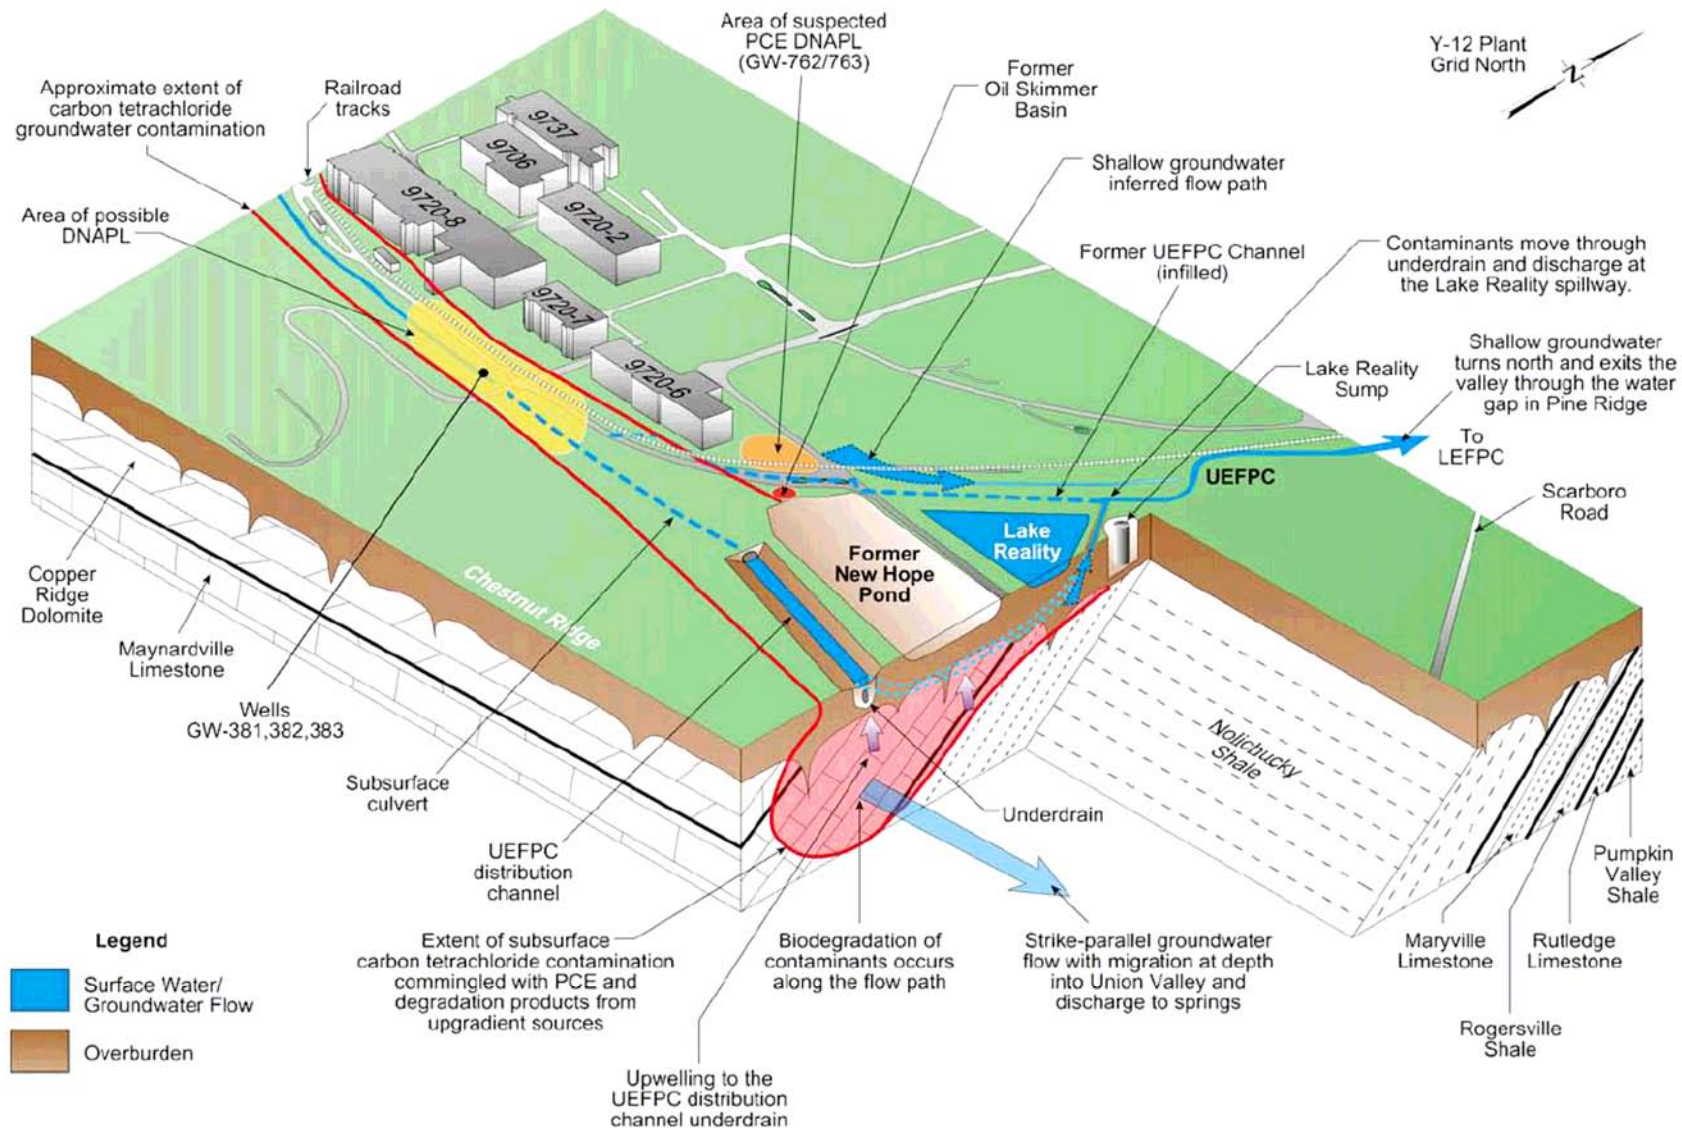 Area of suspected
PCE DNAPL
(GW-762/763)
Y-12 Plant
Grid North
N
Former
Oil Skimmer
Basin
Approximate extent of
carbon tetrachloride
groundwater contamination
Railroad
tracks
9737
9706
9720-8
9720-2
9720-7
9720-6
Shallow groundwater
inferred flow path
Area of possible
DNAPL
Former UEFPC Channel
(infilled)
Contaminants move through
underdrain and discharge at
the Lake Reality spillway.
Shallow groundwater
turns north and exits the
valley through the water
gap in Pine Ridge
Lake Reality
Sump
To
LEFPC
UEFPC
Scarboro
Road
Lake
Reality
Former
New Hope
Pond
Chestnut Ridge
Copper
Ridge
Dolomite
Maynardville
Limestone
Wells
GW-381,382,383
Subsurface
culvert
Nolichucky
Shale
Underdrain
UEFPC
distribution
channel
Pumpkin
Valley
Shale
Legend
Surface Water/
Groundwater Flow
Overburden
Extent of subsurface
carbon tetrachloride contamination
commingled with PCE and
degradation products from
upgradient sources
Biodegradation of
contaminants occurs
along the flow path
Strike-parallel groundwater
flow with migration at depth
into Union Valley and
discharge to springs
Maryville
Limestone
Rutledge
Limestone
Rogersville
Shale
Upwelling to the
UEFPC distribution
channel underdrain